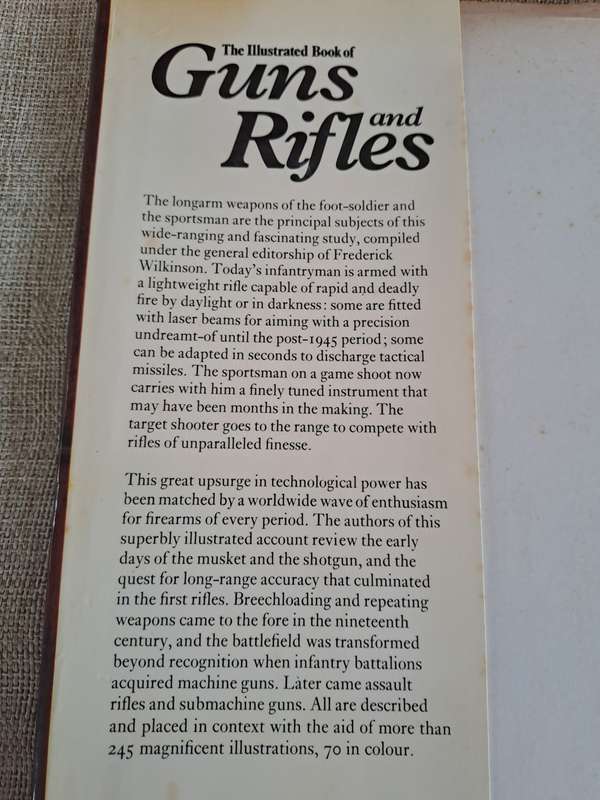 The Illustrated Book of
Guns
and
Rifles
The longarm weapons of the foot-soldier and
the sportsman are the principal subjects of this
wide-ranging and fascinating study, compiled
under the general editorship of Frederick
Wilkinson. Today's infantryman is armed with
a lightweight rifle capable of rapid and deadly
fire by daylight or in darkness: some are fitted
with laser beams for aiming with a precision
undreamt-of until the post-1945 period; some
can be adapted in seconds to discharge tactical
missiles. The sportsman on a game shoot now
carries with him a finely tuned instrument that
may have been months in the making. The
target shooter goes to the range to compete with
rifles of unparalleled finesse.
This great upsurge in technological power has
been matched by a worldwide wave of enthusiasm
for firearms of every period. The authors of this
superbly illustrated account review the early
days of the musket and the shotgun, and the
quest for long-range accuracy that culminated
in the first rifles. Breechloading and repeating
weapons came to the fore in the nineteenth
century, and the battlefield was transformed
beyond recognition when infantry battalions
acquired machine guns. Later came assault
rifles and submachine guns. All are described
and placed in context with the aid of more than
245 magnificent illustrations, 70 in colour.